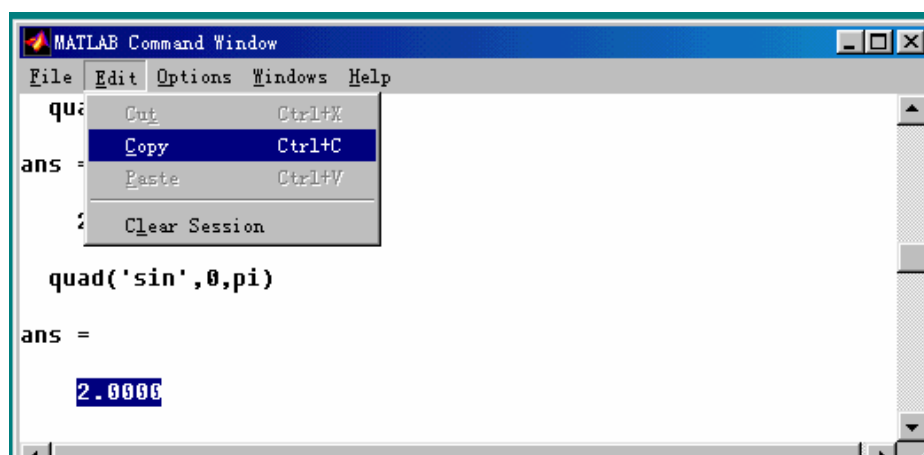 MATLAB Command Window
File Edit Options Windows Help
qua
Cut Ctrl+X
Copy Ctrl+C
ans =
Paste Ctrl+V
2
Clear Session
quad('sin',0,pi)
ans =
2.0000